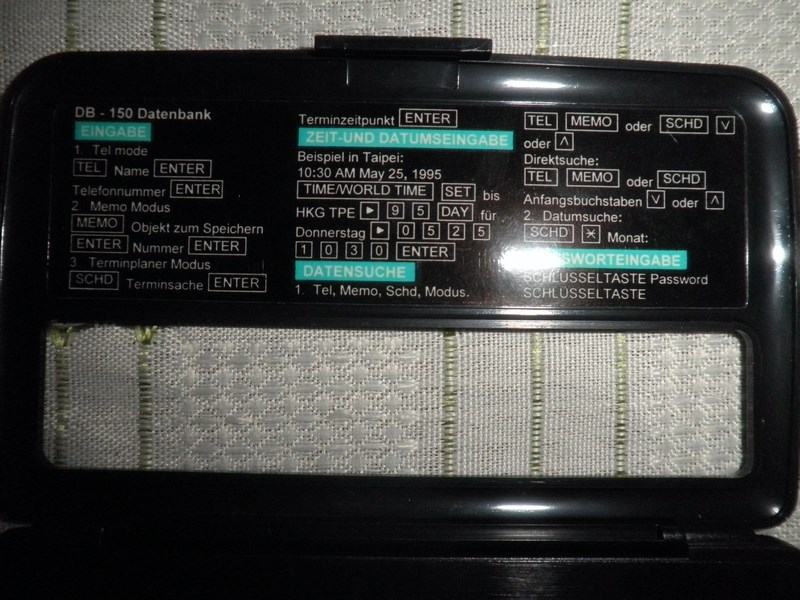 DB - 150 Datenbank
EINGABE
1. Tel mode
TEL Name ENTER
Telefonnummer ENTER
2. Memo Modus
MEMO Objekt zum Speichern
ENTER Nummer ENTER
3 Terminplaner Modus
SCHD Terminsache ENTER
Terminzeitpunkt ENTER
ZEIT-UND DATUMSEINGABE
Beispiel in Taipei:
10:30 AM May 25, 1995
TIME/WORLD TIME SET bis
HKG TPE ▶ 9 5 DAY für
Donnerstag ▶ 0 5 2 5
1 0 3 0 ENTER
DATENSUCHE
1. Tel, Memo, Schd, Modus.
TEL MEMO oder SCHD ∨
oder ∧
Direktsuche:
TEL MEMO oder SCHD
Anfangsbuchstaben ∨ oder ∧
2. Datumsuche:
SCHD * Monat:
SCHLÜSSELTASTE Password
SCHLÜSSELTASTE